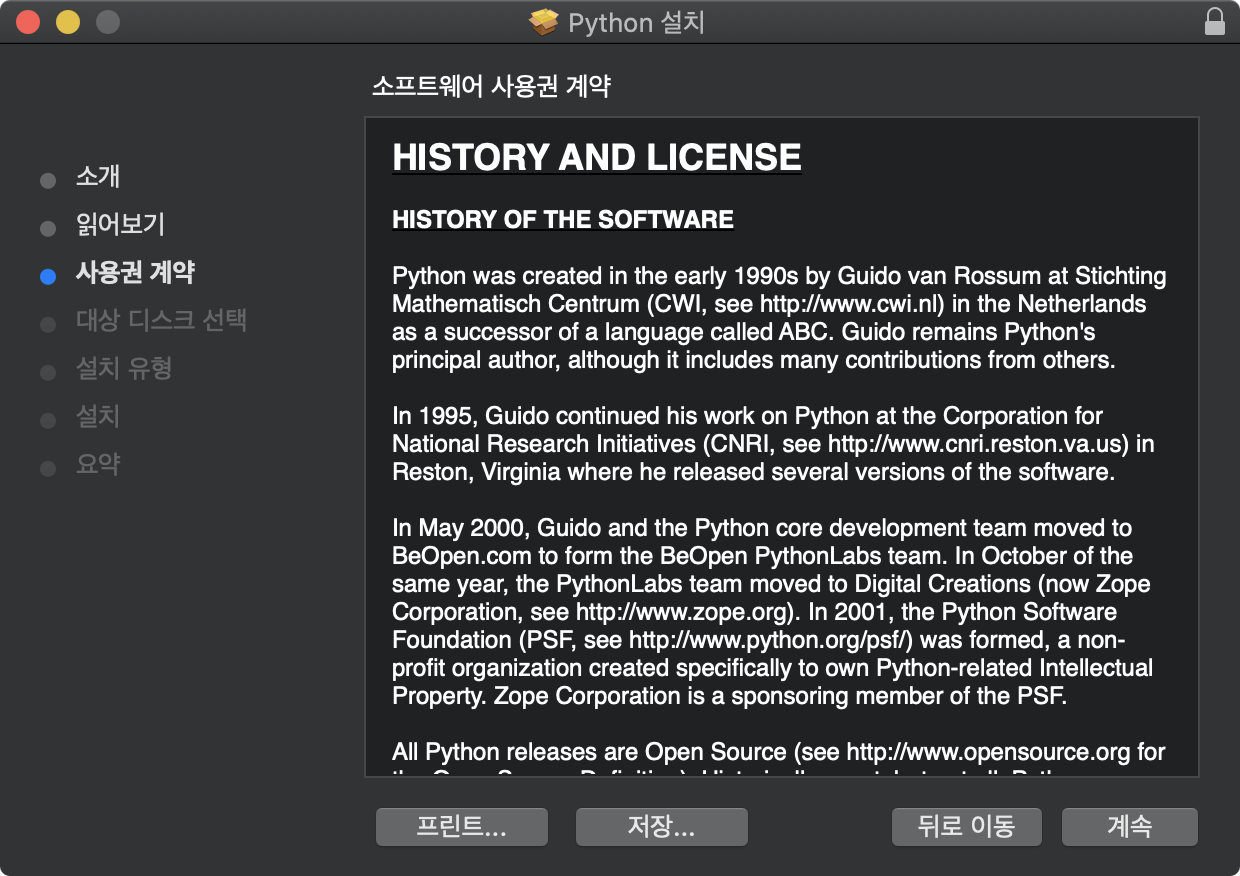 Python 설치
소프트웨어 사용권 계약
소개
읽어보기
사용권 계약
대상 디스크 선택
설치 유형
설치
요약
HISTORY AND LICENSE
HISTORY OF THE SOFTWARE
Python was created in the early 1990s by Guido van Rossum at Stichting
Mathematisch Centrum (CWI, see http://www.cwi.nl) in the Netherlands
as a successor of a language called ABC. Guido remains Python's
principal author, although it includes many contributions from others.
In 1995, Guido continued his work on Python at the Corporation for
National Research Initiatives (CNRI, see http://www.cnri.reston.va.us) in
Reston, Virginia where he released several versions of the software.
In May 2000, Guido and the Python core development team moved to
BeOpen.com to form the BeOpen PythonLabs team. In October of the
same year, the PythonLabs team moved to Digital Creations (now Zope
Corporation, see http://www.zope.org). In 2001, the Python Software
Foundation (PSF, see http://www.python.org/psf/) was formed, a non-
profit organization created specifically to own Python-related Intellectual
Property. Zope Corporation is a sponsoring member of the PSF.
All Python releases are Open Source (see http://www.opensource.org for
프린트...
저장...
뒤로 이동
계속